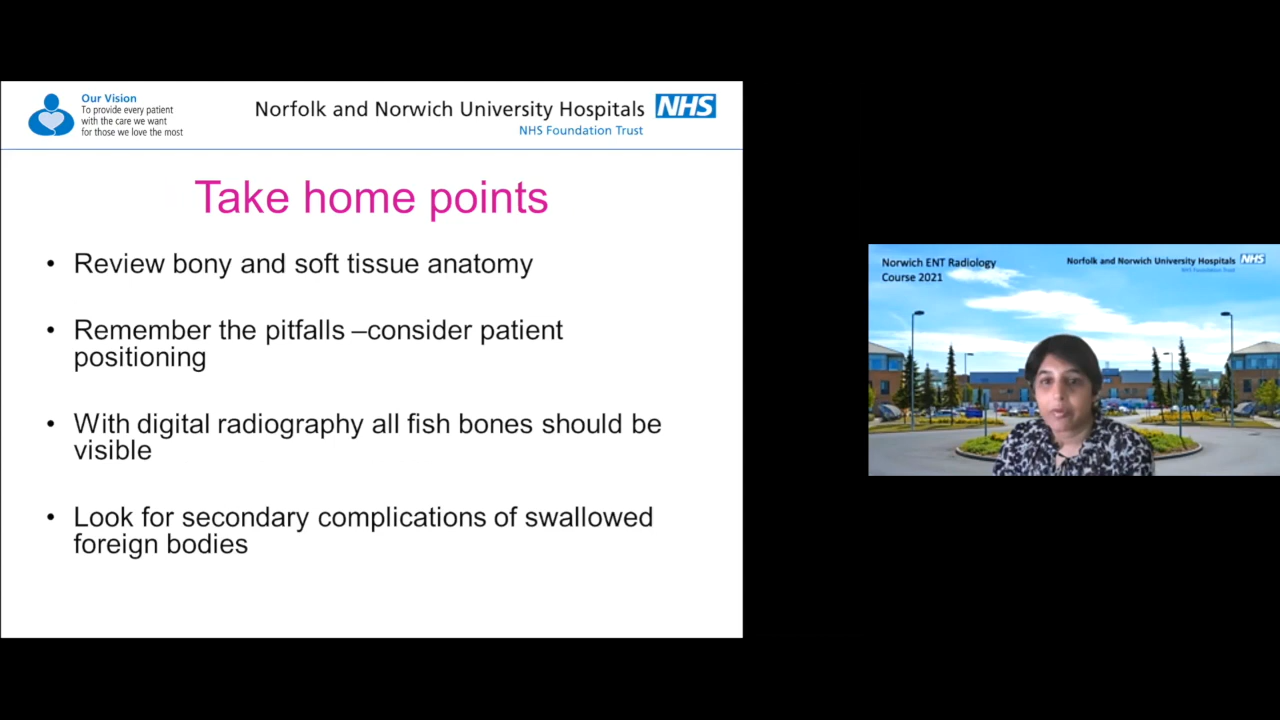 Our Vision
To provide every patient
with the care we want
for those we love the most
Norfolk and Norwich University Hospitals NHS
NHS Foundation Trust
Take home points
• Review bony and soft tissue anatomy
• Remember the pitfalls –consider patient
positioning
• With digital radiography all fish bones should be
visible
• Look for secondary complications of swallowed
foreign bodies
Norwich ENT Radiology
Course 2021
Norfolk and Norwich University Hospitals NHS
NHS Foundation Trust